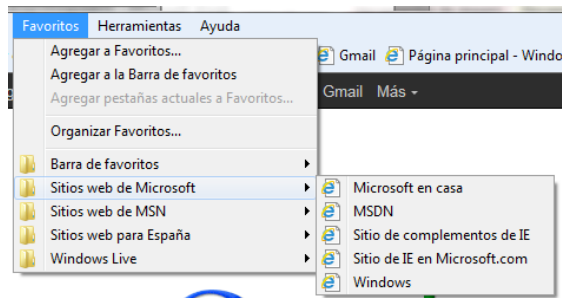 Favoritos Herramientas Ayuda
Agregar a Favoritos...
Agregar a la Barra de favoritos
Agregar pestañas actuales a Favoritos...
Organizar Favoritos...
Barra de favoritos
Sitios web de Microsoft
Sitios web de MSN
Sitios web para España
Windows Live
Gmail Página principal - Windo
Gmail Más
Microsoft en casa
MSDN
Sitio de complementos de IE
Sitio de IE en Microsoft.com
Windows